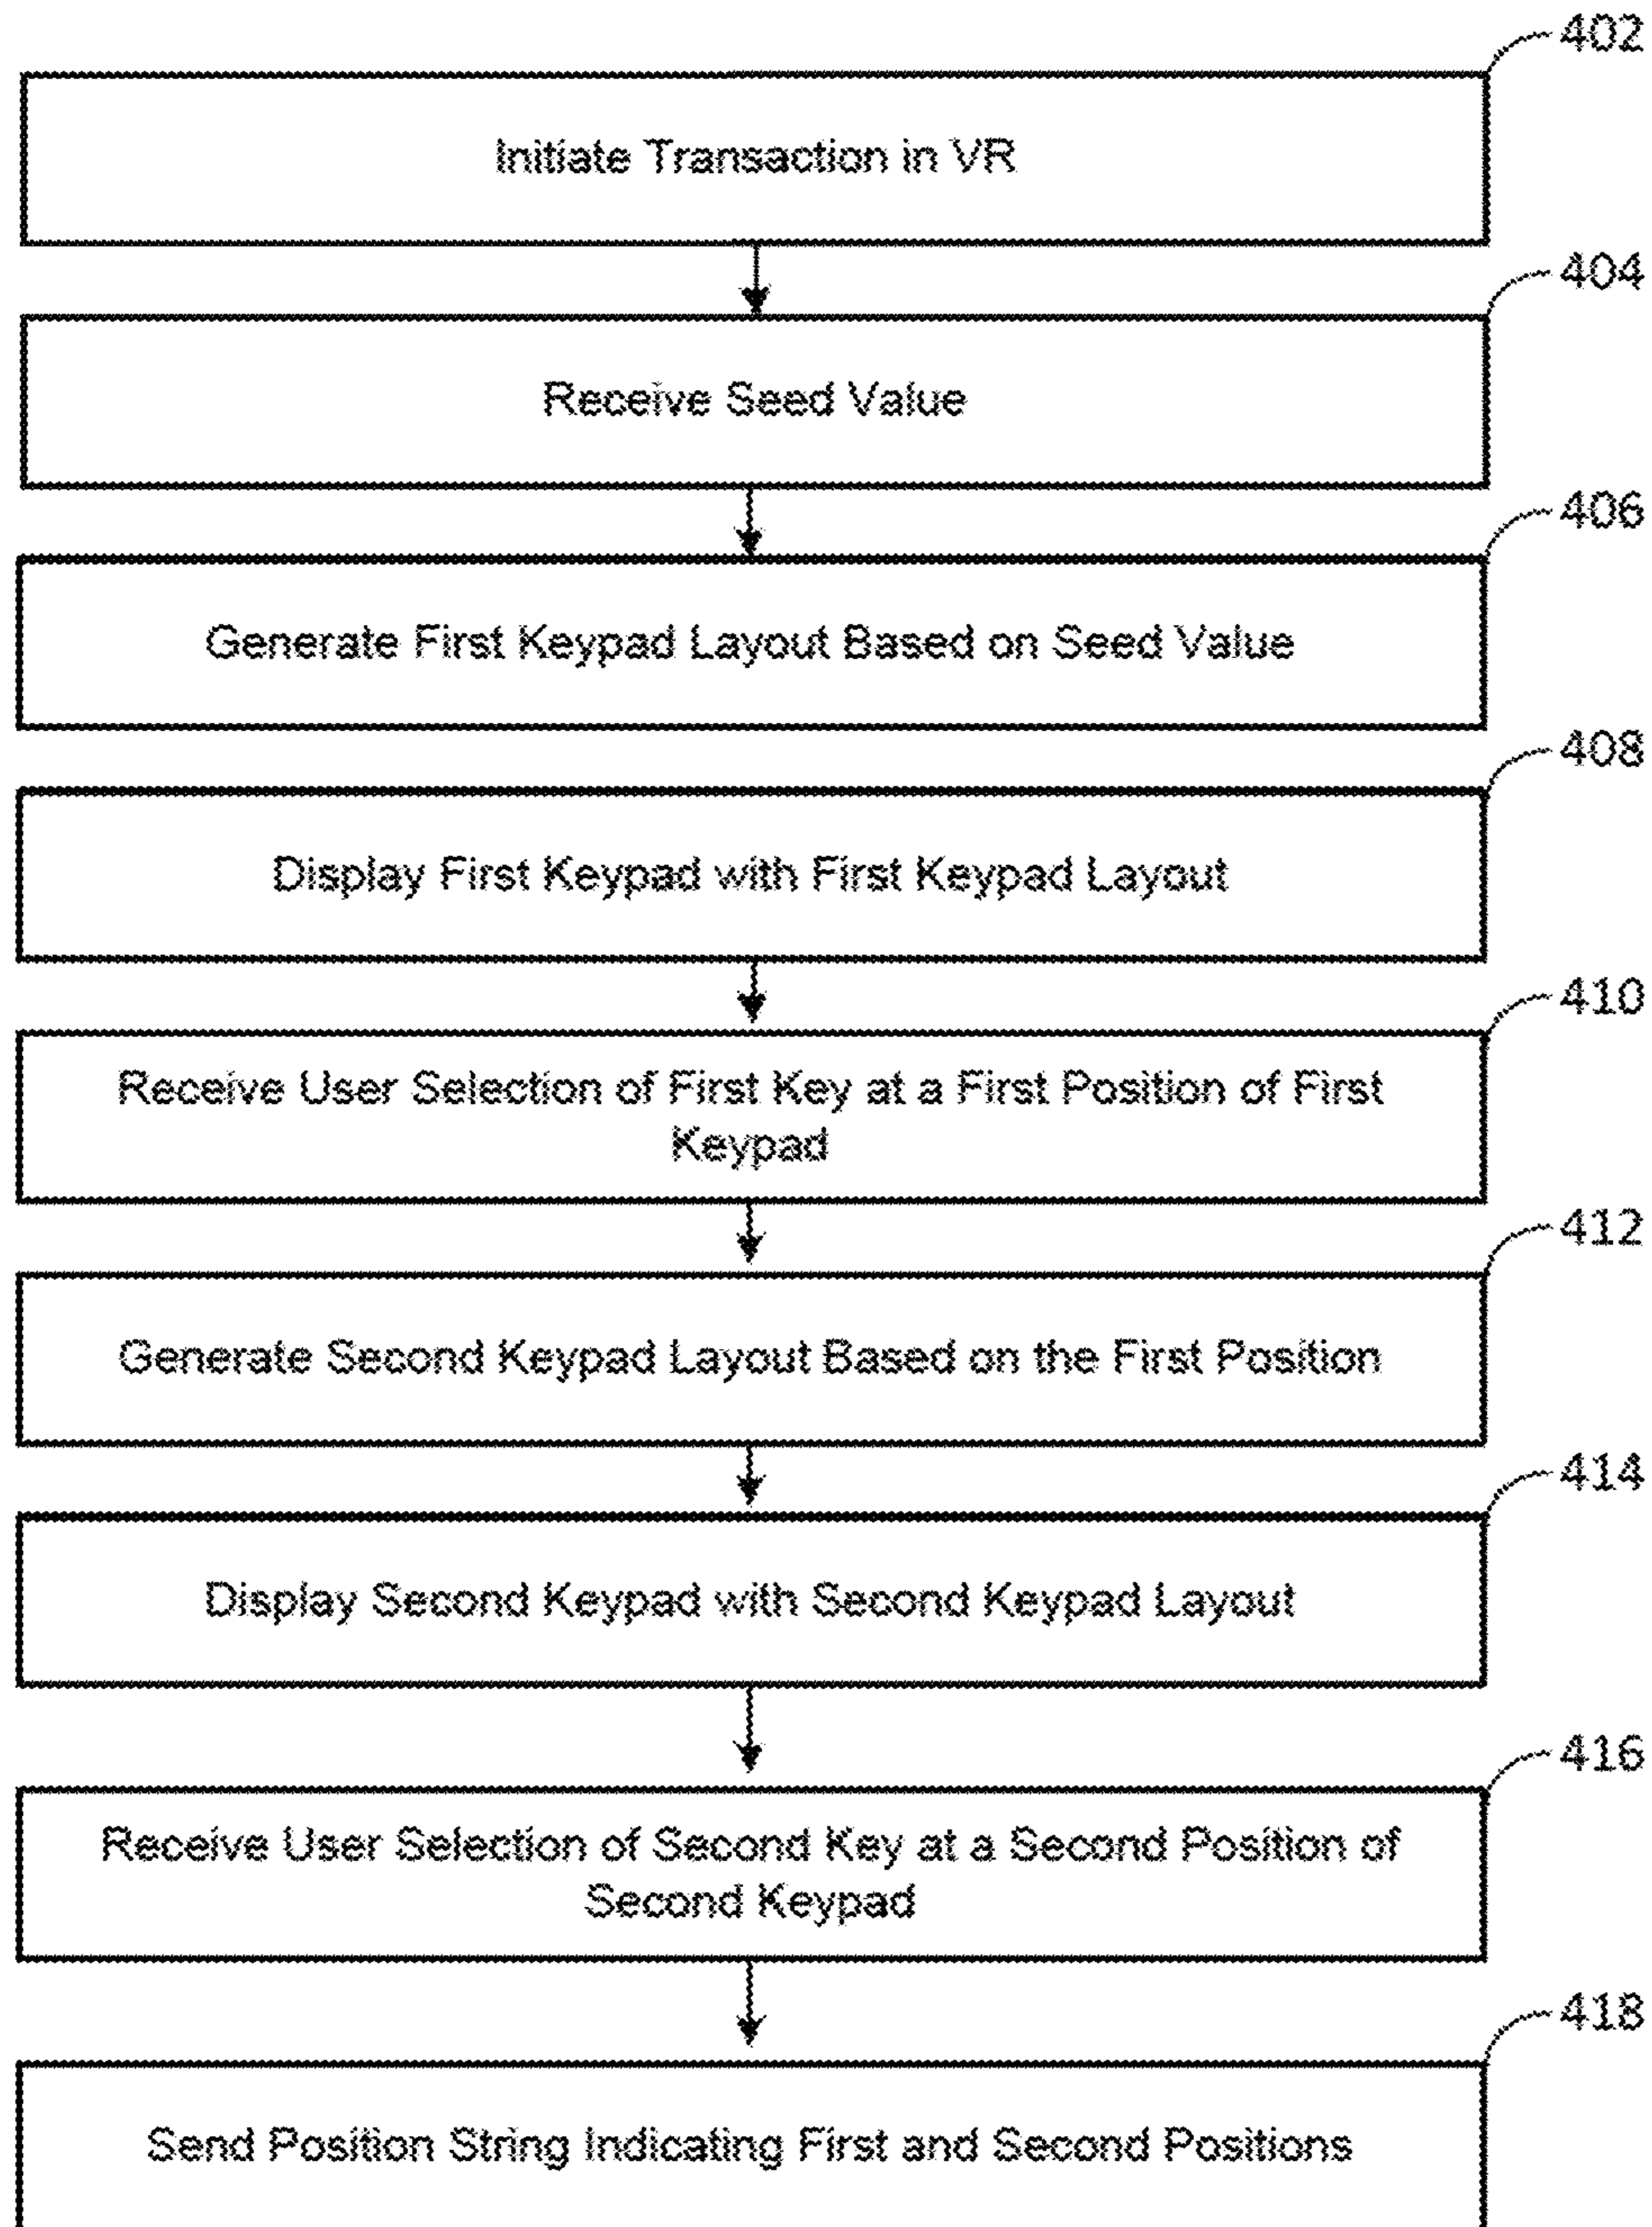 402
Initiate Transaction in VR
404
Receive Seed Value
406
Generate First Keypad Layout Based on Seed Value
408
Display First Keypad with First Keypad Layout
410
Receive User Selection of First Key at a First Position of First
Keypad
412
Generate Second Keypad Layout Based on the First Position
414
Display Second Keypad with Second Keypad Layout
416
Receive User Selection of Second Key at a Second Position of
Second Keypad
418
Send Position String Indicating First and Second Positions